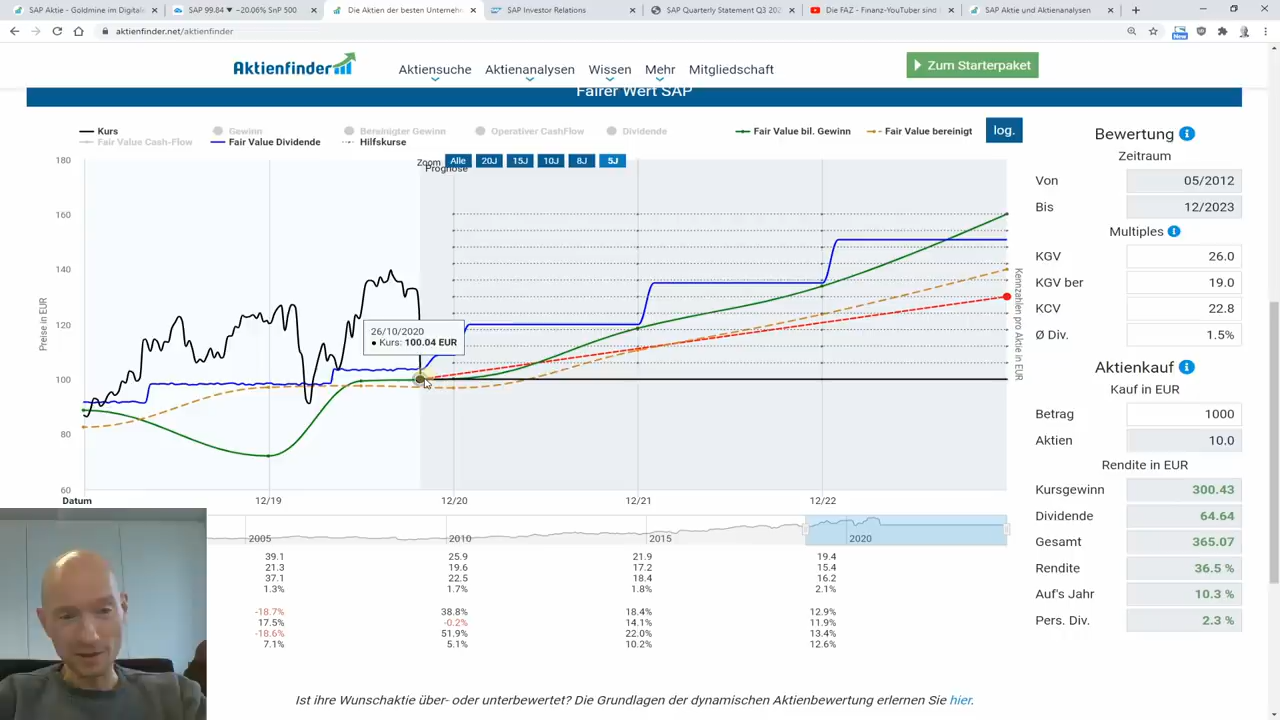 SAP Aktie - Goldmine im Digitale
SAP 99.84 ▼ −20.06% SnP 500
Die Aktien der besten Unternehm
SAP Investor Relations
SAP Quarterly Statement Q3 202
Die FAZ - Finanz-YouTuber sind
SAP Aktie und Aktienanalysen
aktienfinder.net/aktienfinder
New
Aktienfinder
Aktiensuche
Aktienanalysen
Wissen
Mehr
Mitgliedschaft
Zum Starterpaket
Fairer Wert SAP
Kurs
Gewinn
Bereinigter Gewinn
Operativer CashFlow
Dividende
Fair Value bil. Gewinn
Fair Value bereinigt
Fair Value Cash-Flow
Fair Value Dividende
Hilfskurse
log.
Zoom
Alle
20J
15J
10J
8J
5J
Prognose
180
160
140
120
100
80
60
Preise in EUR
Kennzahlen pro Aktie in EUR
26/10/2020
Kurs: 100.04 EUR
Datum
12/19
12/20
12/21
12/22
2005
2010
2015
2020
39.1 25.9 21.9 19.4
21.3 19.6 17.2 15.4
37.1 22.5 18.4 16.2
1.3% 1.7% 1.8% 2.1%
-18.7% 38.8% 18.4% 12.9%
17.5% -0.2% 14.1% 11.9%
-18.6% 51.9% 22.0% 13.4%
7.1% 5.1% 10.2% 12.6%
Bewertung
Zeitraum
Von 05/2012
Bis 12/2023
Multiples
KGV 26.0
KGV ber 19.0
KCV 22.8
Ø Div. 1.5%
Aktienkauf
Kauf in EUR
Betrag 1000
Aktien 10.0
Rendite in EUR
Kursgewinn 300.43
Dividende 64.64
Gesamt 365.07
Rendite 36.5 %
Auf's Jahr 10.3 %
Pers. Div. 2.3 %
Ist ihre Wunschaktie über- oder unterbewertet? Die Grundlagen der dynamischen Aktienbewertung erlernen Sie hier.